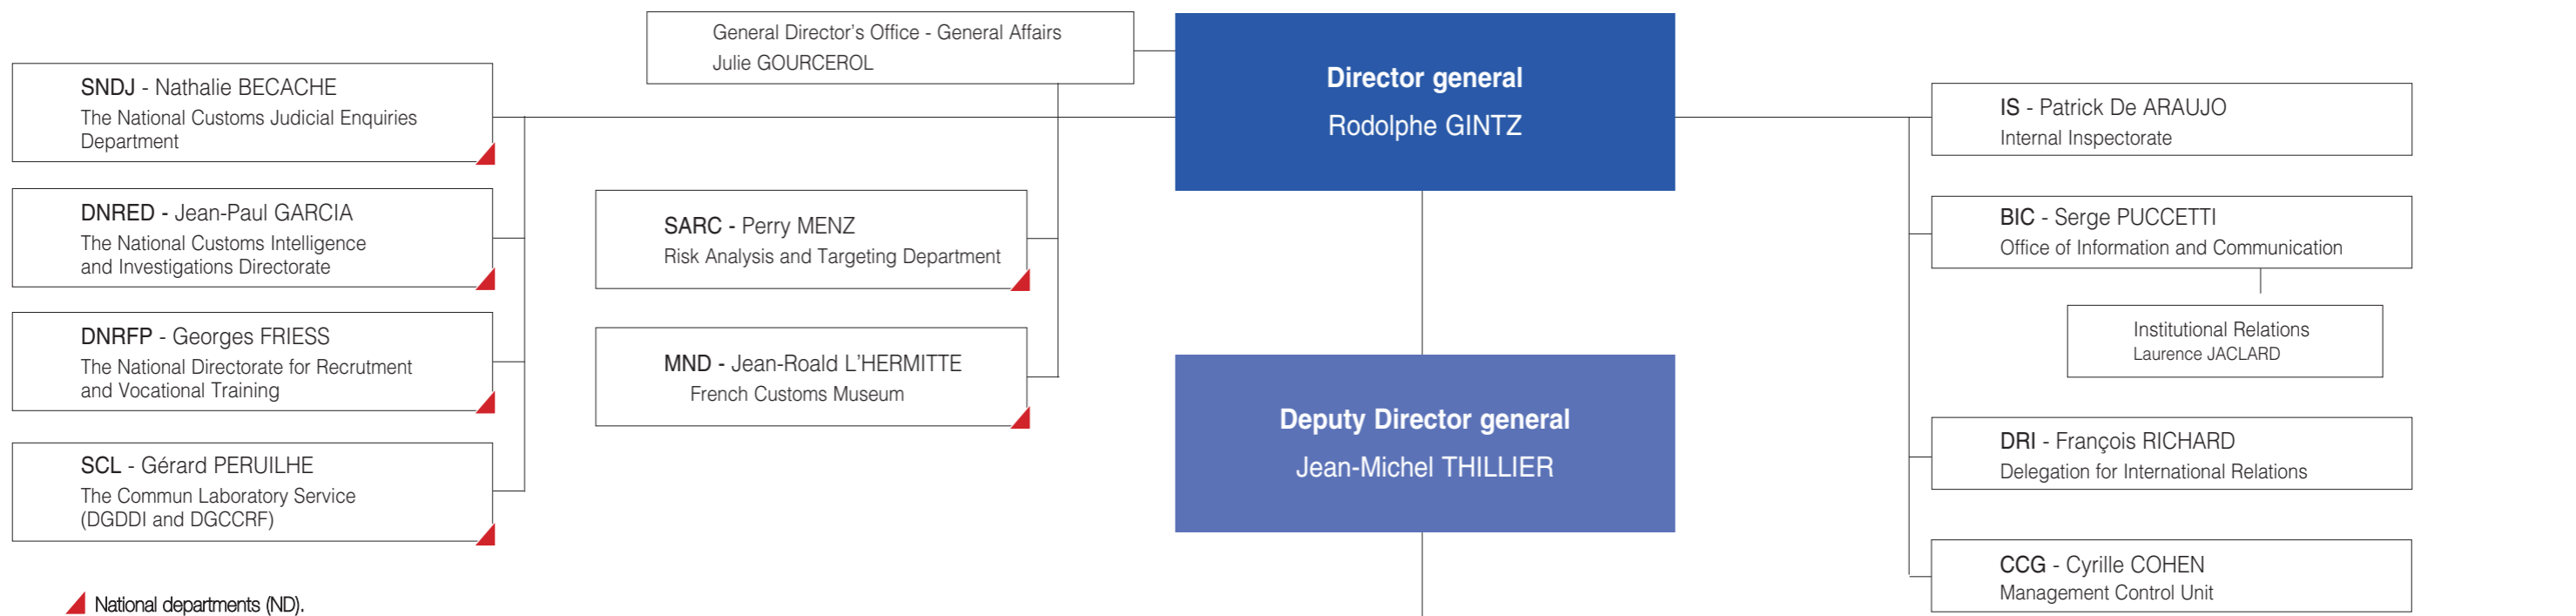 General Director’s Office - General Affairs
Julie GOURCEROL
Director general
Rodolphe GINTZ
SNDJ - Nathalie BECACHE
The National Customs Judicial Enquiries
Department
DNRED - Jean-Paul GARCIA
The National Customs Intelligence
and Investigations Directorate
DNRFP - Georges FRIESS
The National Directorate for Recrutment
and Vocational Training
SCL - Gérard PERUILHE
The Commun Laboratory Service
(DGDDI and DGCCRF)
SARC - Perry MENZ
Risk Analysis and Targeting Department
MND - Jean-Roald L’HERMITTE
French Customs Museum
Deputy Director general
Jean-Michel THILLIER
IS - Patrick De ARAUJO
Internal Inspectorate
BIC - Serge PUCCETTI
Office of Information and Communication
Institutional Relations
Laurence JACLARD
DRI - François RICHARD
Delegation for International Relations
CCG - Cyrille COHEN
Management Control Unit
National departments (ND).